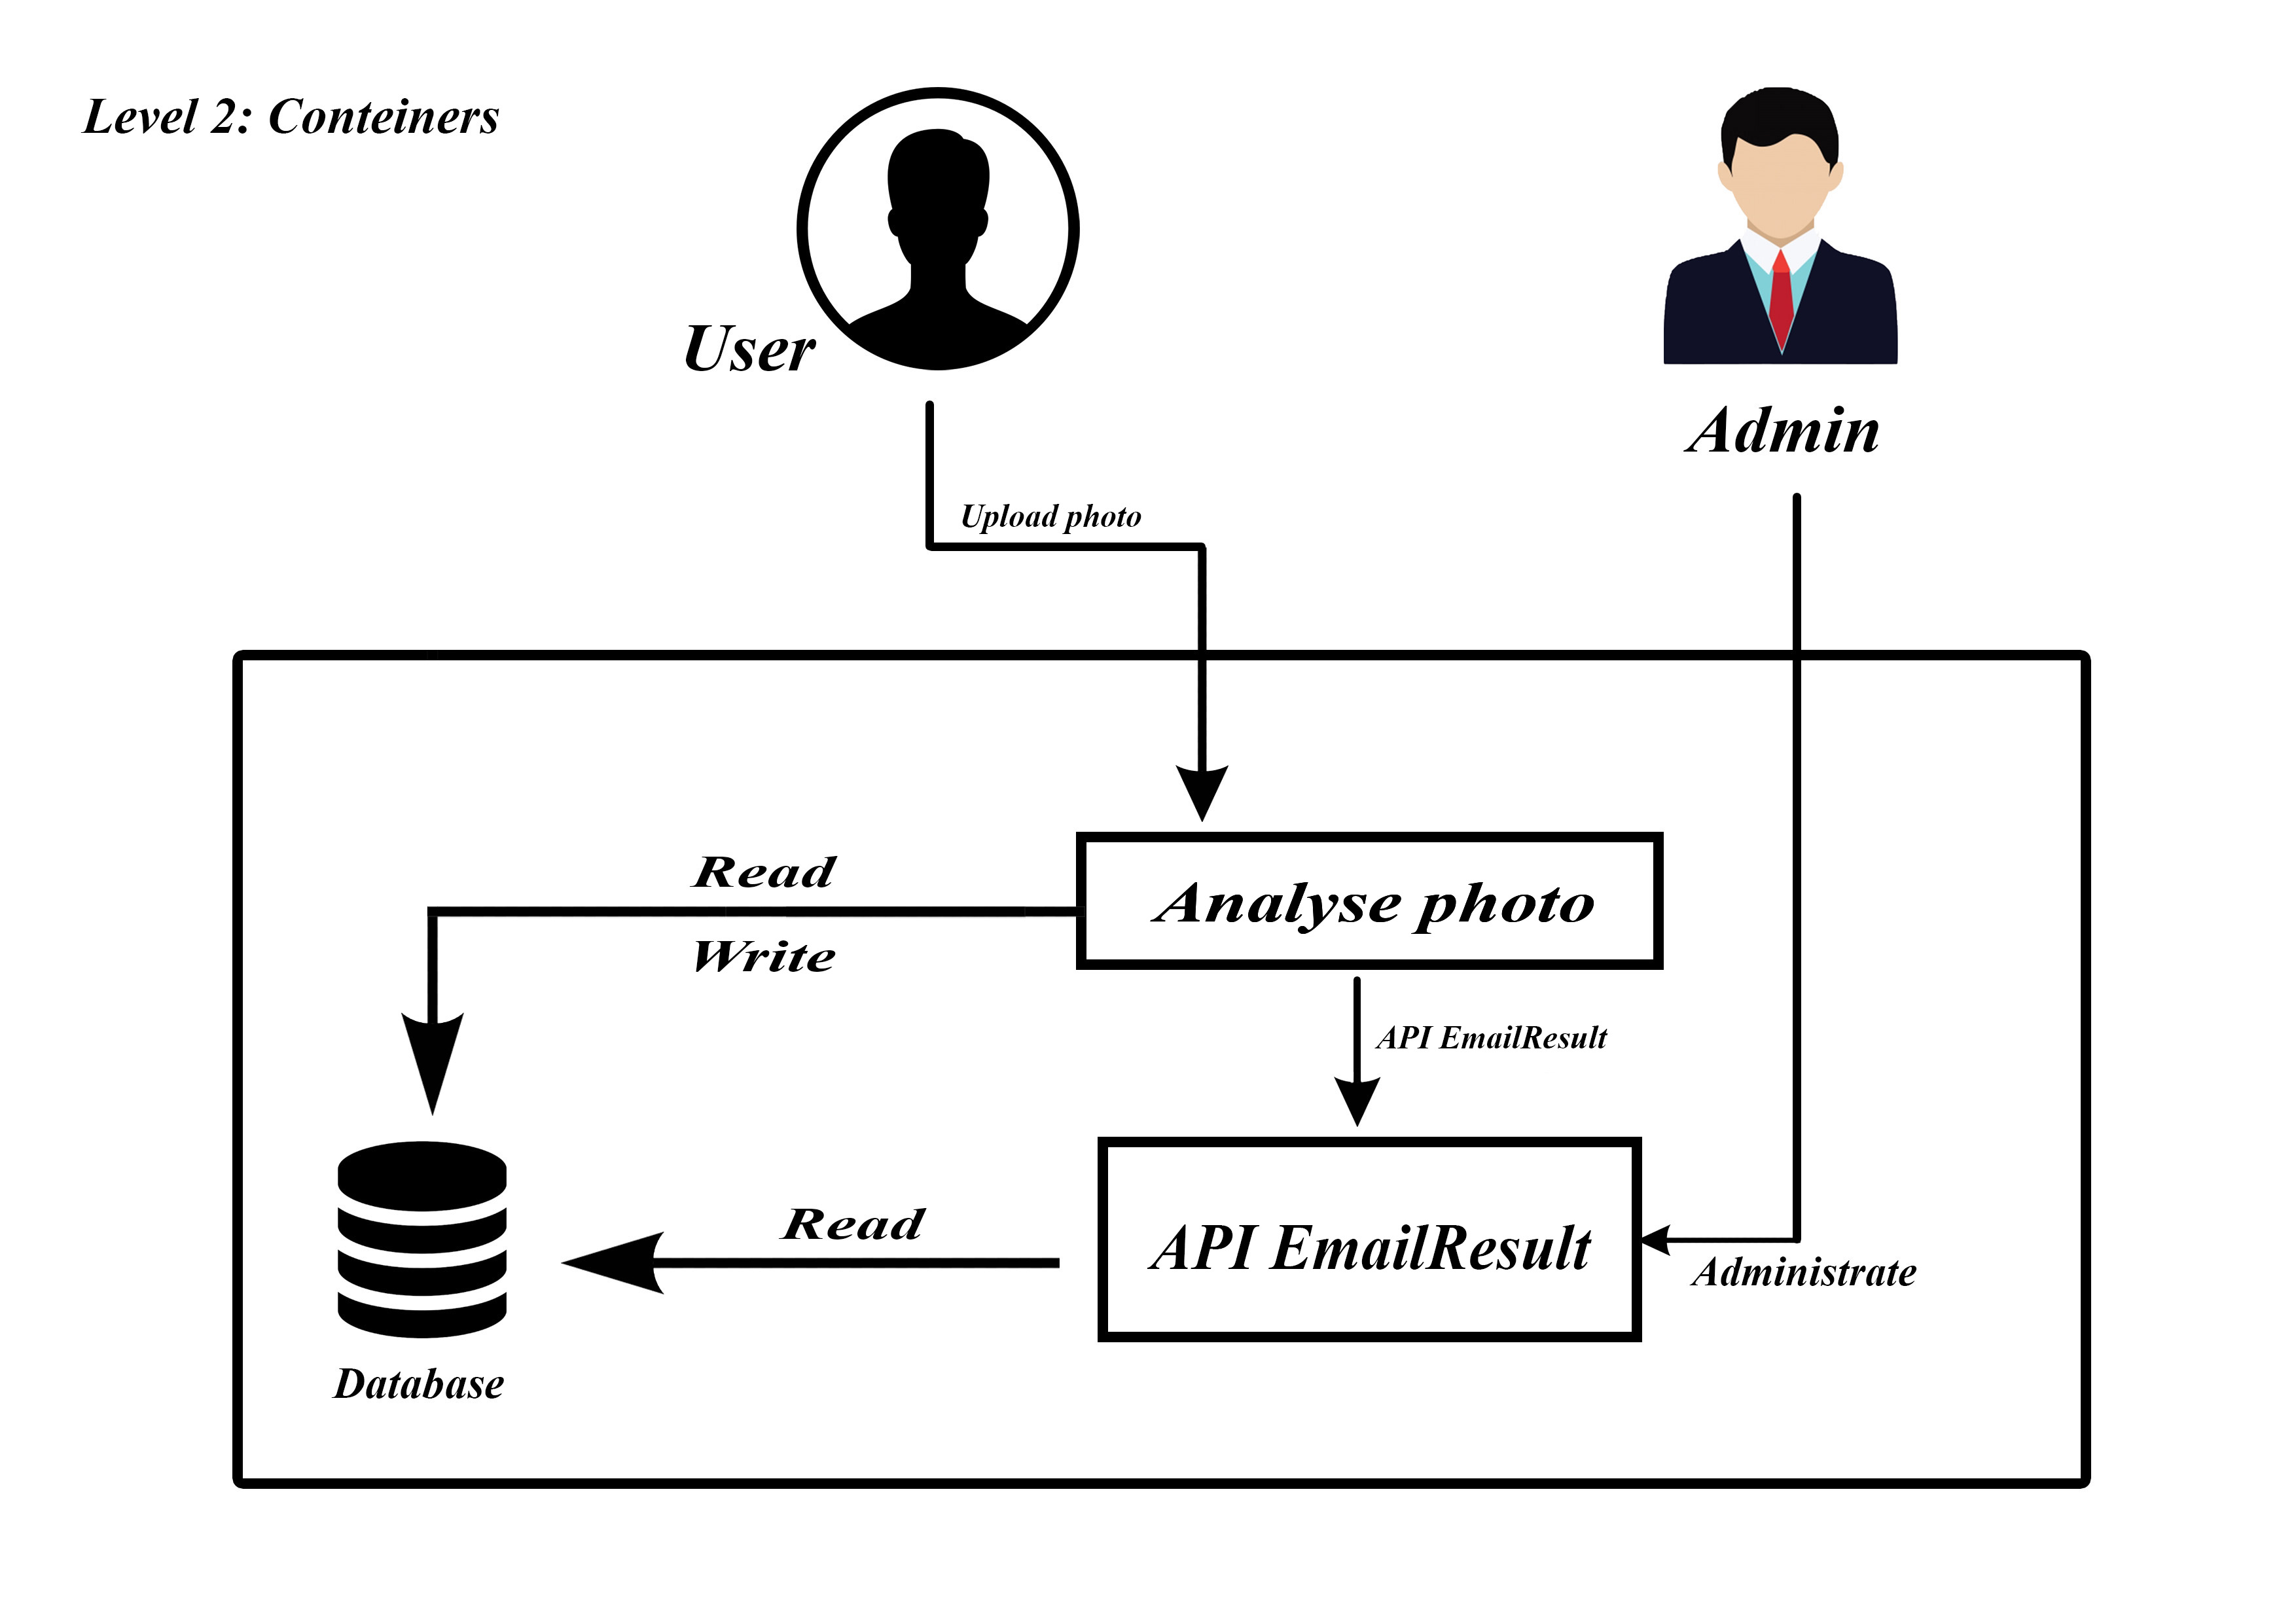 Level 2: Conteiners
User
Admin
Upload photo
Read
Analyse photo
Write
API EmailResult
Read
API EmailResult
Administrate
Database